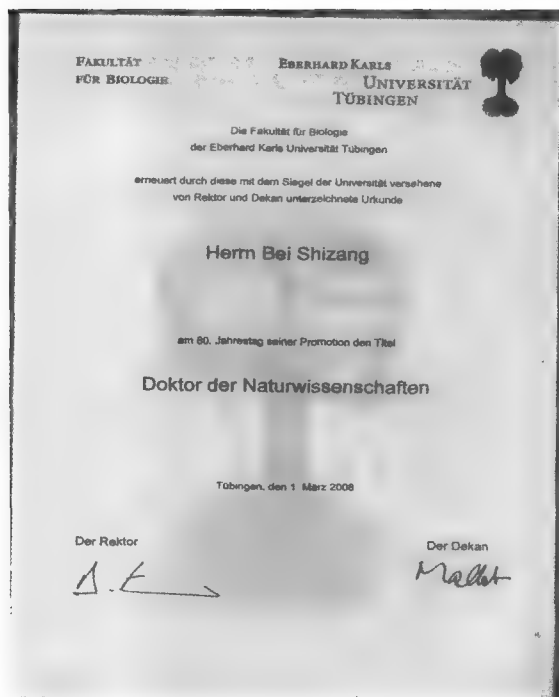 FAKULTÄT
FÜR BIOLOGIE
EBERHARD KARLS
UNIVERSITÄT
TÜBINGEN
Die Fakultät für Biologie
der Eberhard Karls Universität Tübingen
erneuert durch diese mit dem Siegel der Universität versehene
von Rektor und Dekan unterzeichnete Urkunde
Herrn Bei Shizang
am 80. Jahrestag seiner Promotion den Titel
Doktor der Naturwissenschaften
Tübingen, den 1 März 2008
Der Rektor
Der Dekan